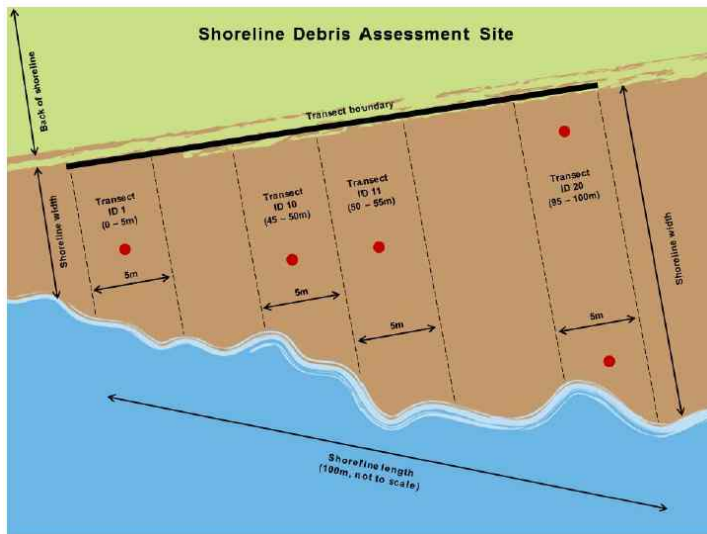 Shoreline Debris Assessment Site
Back of shoreline
Transect boundary
Shoreline width
Transect
ID 1
(0 – 5m)
5m
Transect
ID 10
(45 – 50m)
5m
Transect
ID 11
(50 – 55m)
5m
Transect
ID 20
(95 – 100m)
5m
Shoreline width
Shoreline length
(100m, not to scale)